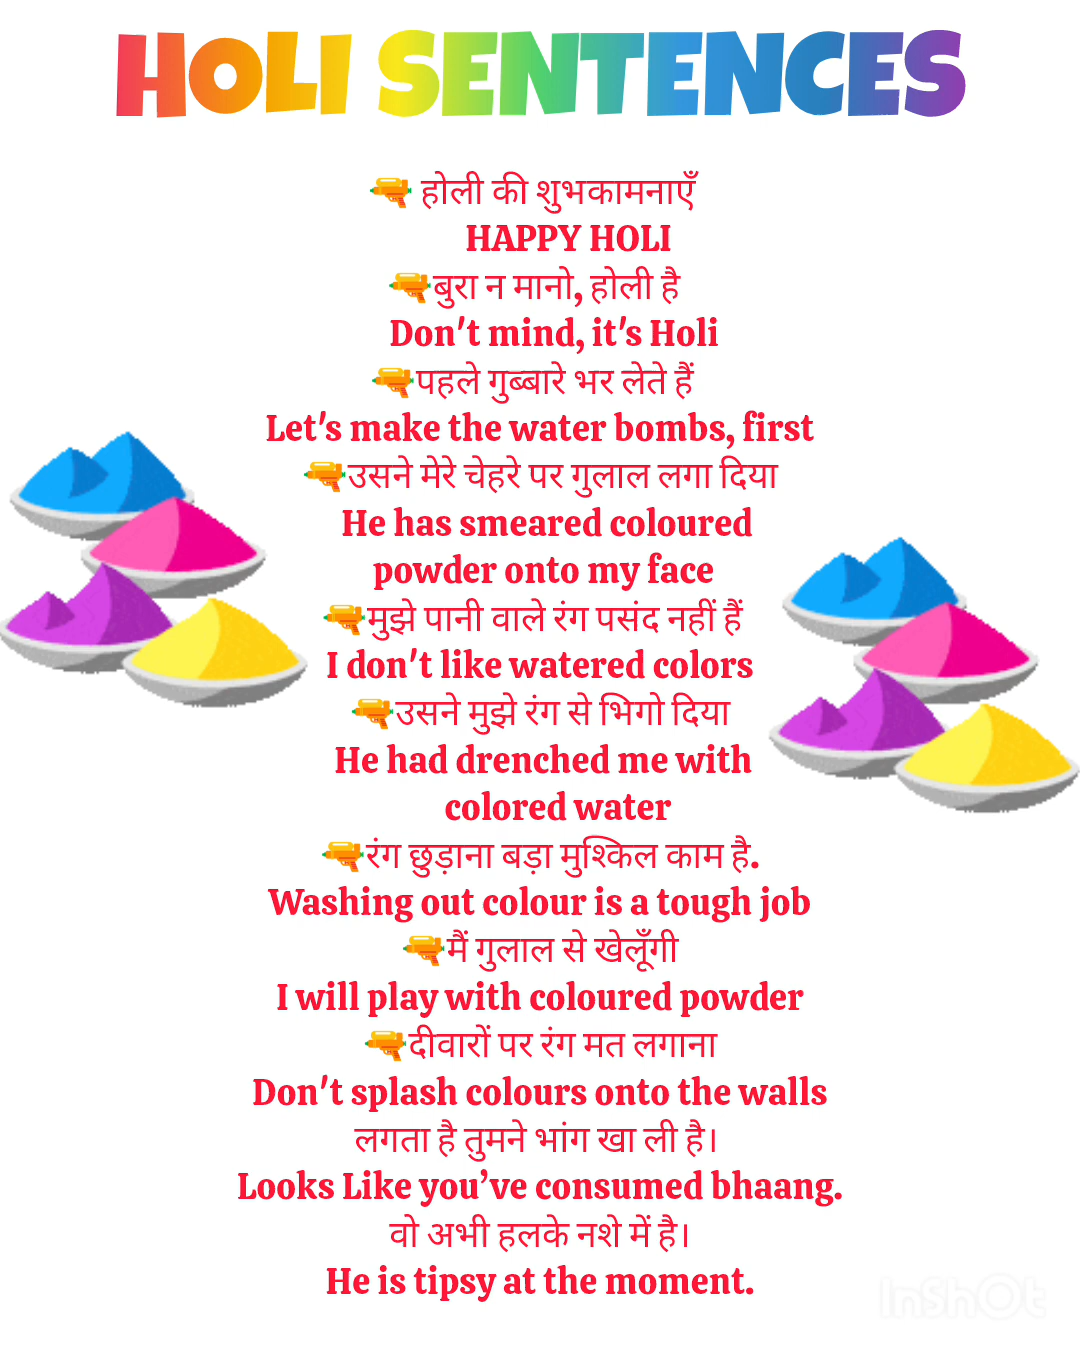 HOLI SENTENCES
होली की शुभकामनाएँ
HAPPY HOLI
बुरा न मानो, होली है
Don't mind, it's Holi
पहले गुब्बारे भर लेते हैं
Let's make the water bombs, first
उसने मेरे चेहरे पर गुलाल लगा दिया
He has smeared coloured
powder onto my face
मुझे पानी वाले रंग पसंद नहीं हैं
I don't like watered colors
उसने मुझे रंग से भिगो दिया
He had drenched me with
colored water
रंग छुड़ाना बड़ा मुश्किल काम है.
Washing out colour is a tough job
मैं गुलाल से खेलूँगी
I will play with coloured powder
दीवारों पर रंग मत लगाना
Don't splash colours onto the walls
लगता है तुमने भांग खा ली है।
Looks Like you’ve consumed bhaang.
वो अभी हलके नशे में है।
He is tipsy at the moment.
InShOt